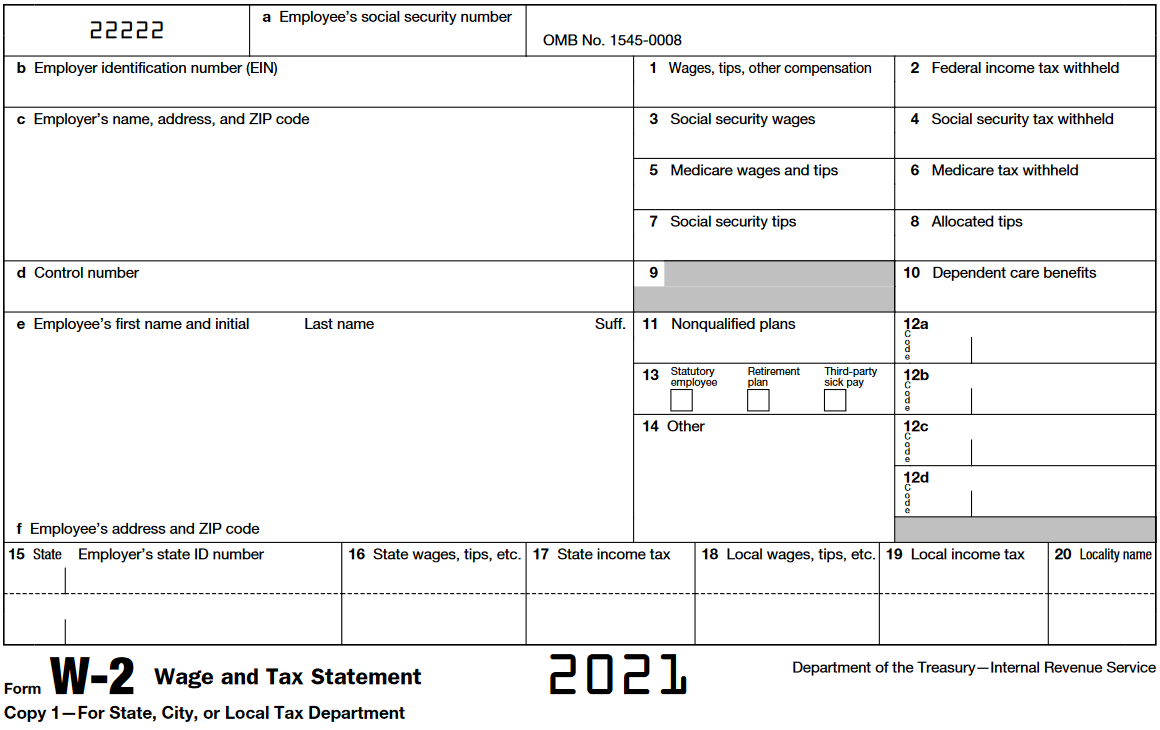 22222
a Employee's social security number
OMB No. 1545-0008
b Employer identification number (EIN)
1 Wages, tips, other compensation
2 Federal income tax withheld
c Employer's name, address, and ZIP code
3 Social security wages
4 Social security tax withheld
5 Medicare wages and tips
6 Medicare tax withheld
7 Social security tips
8 Allocated tips
d Control number
9
10 Dependent care benefits
e Employee's first name and initial
Last name
Suff.
11 Nonqualified plans
12a
Code
13 Statutory employee
Retirement plan
Third-party sick pay
12b
Code
14 Other
12c
Code
12d
Code
f Employee's address and ZIP code
15 State
Employer's state ID number
16 State wages, tips, etc.
17 State income tax
18 Local wages, tips, etc.
19 Local income tax
20 Locality name
Form W-2 Wage and Tax Statement
2021
Department of the Treasury—Internal Revenue Service
Copy 1—For State, City, or Local Tax Department